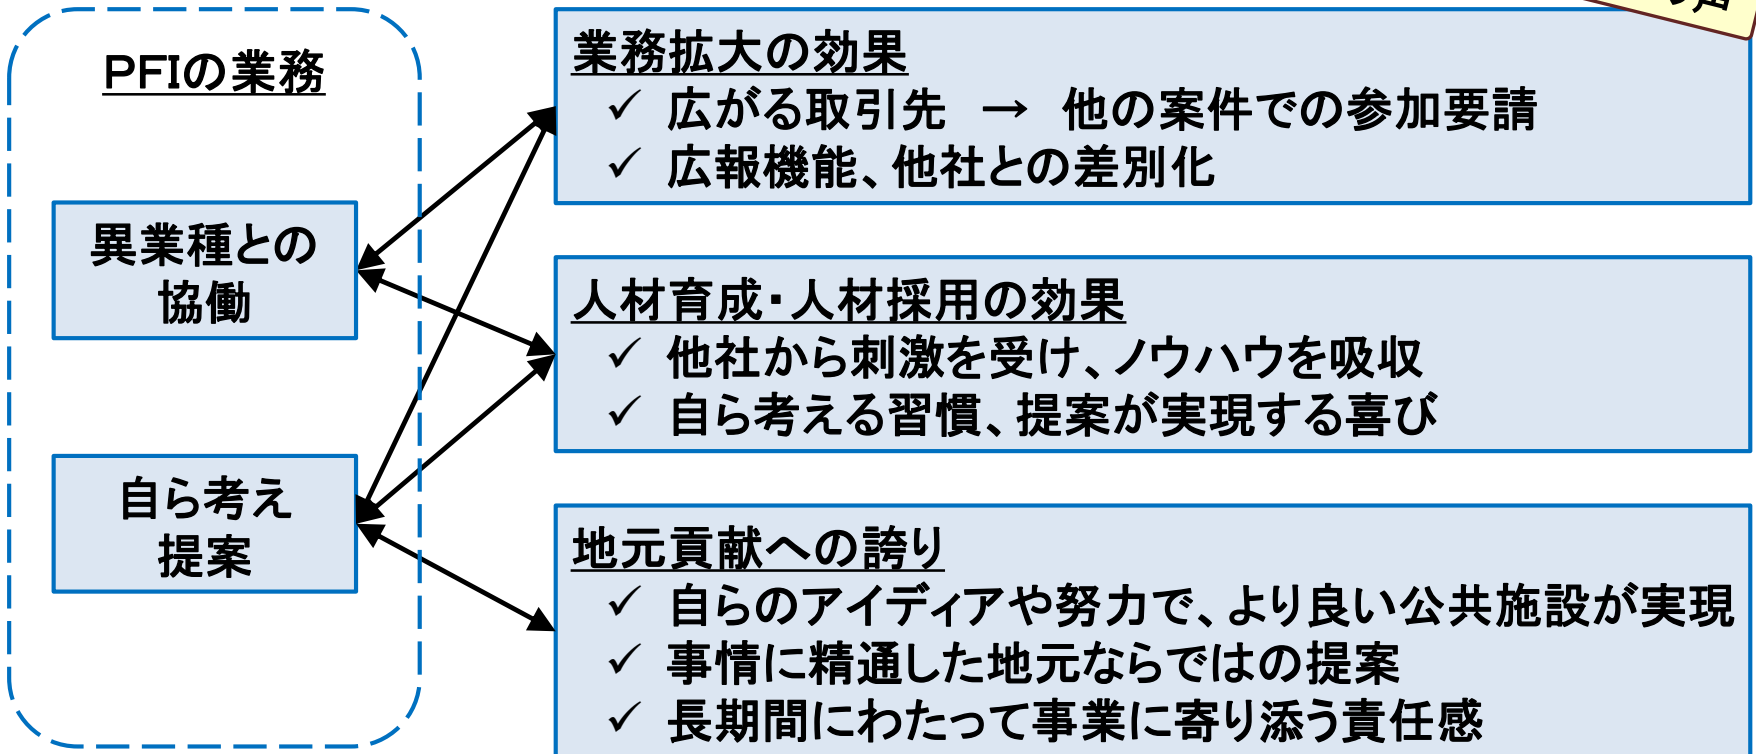 の声
PFIの業務
異業種との
協働
自ら考え
提案
業務拡大の効果
✓ 広がる取引先 → 他の案件での参加要請
✓ 広報機能、他社との差別化
人材育成・人材採用の効果
✓ 他社から刺激を受け、ノウハウを吸収
✓ 自ら考える習慣、提案が実現する喜び
地元貢献への誇り
✓ 自らのアイディアや努力で、より良い公共施設が実現
✓ 事情に精通した地元ならではの提案
✓ 長期間にわたって事業に寄り添う責任感